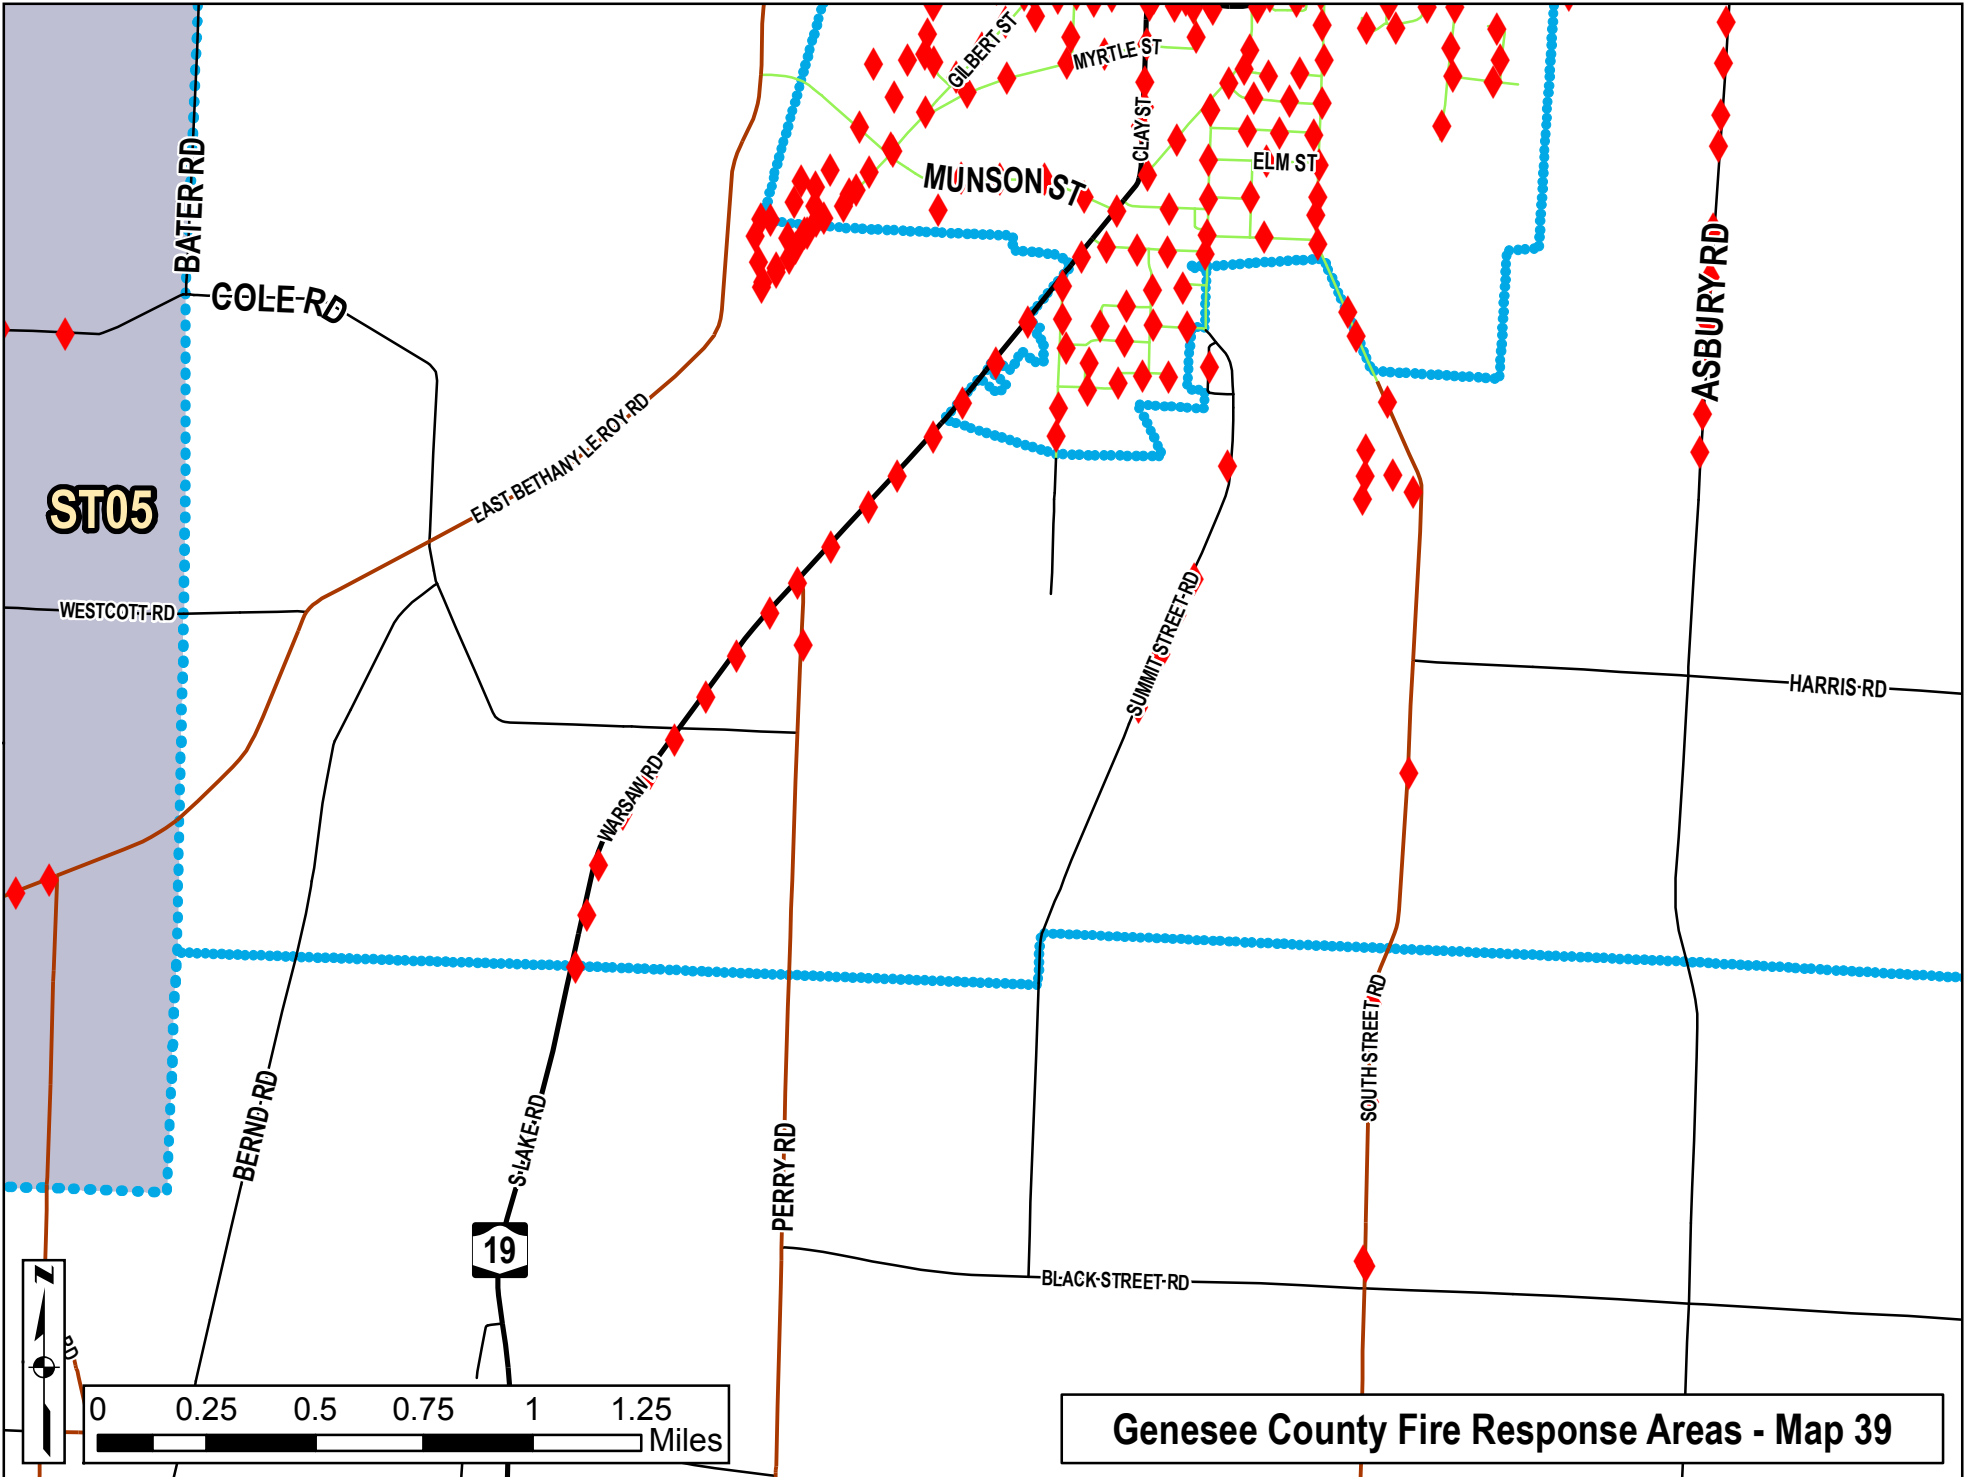 GILBERT ST
MYRTLE ST
CLAY ST
BATER RD
MUNSON ST
ELM ST
ASBURY RD
COLE RD
EAST BETHANY LE ROY RD
ST05
WESTCOTT RD
SUMMIT STREET RD
HARRIS RD
WARSAW RD
SOUTH STREET RD
BERND RD
S LAKE RD
PERRY RD
19
BLACK STREET RD
N
RD
0 0.25 0.5 0.75 1 1.25
Miles
Genesee County Fire Response Areas - Map 39